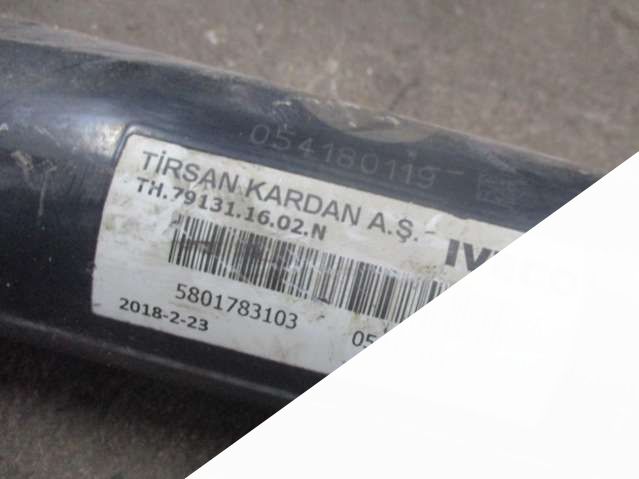 054180119
TİRSAN KARDAN A.Ş.
TH.79131.16.02.N
5801783103
2018-2-23